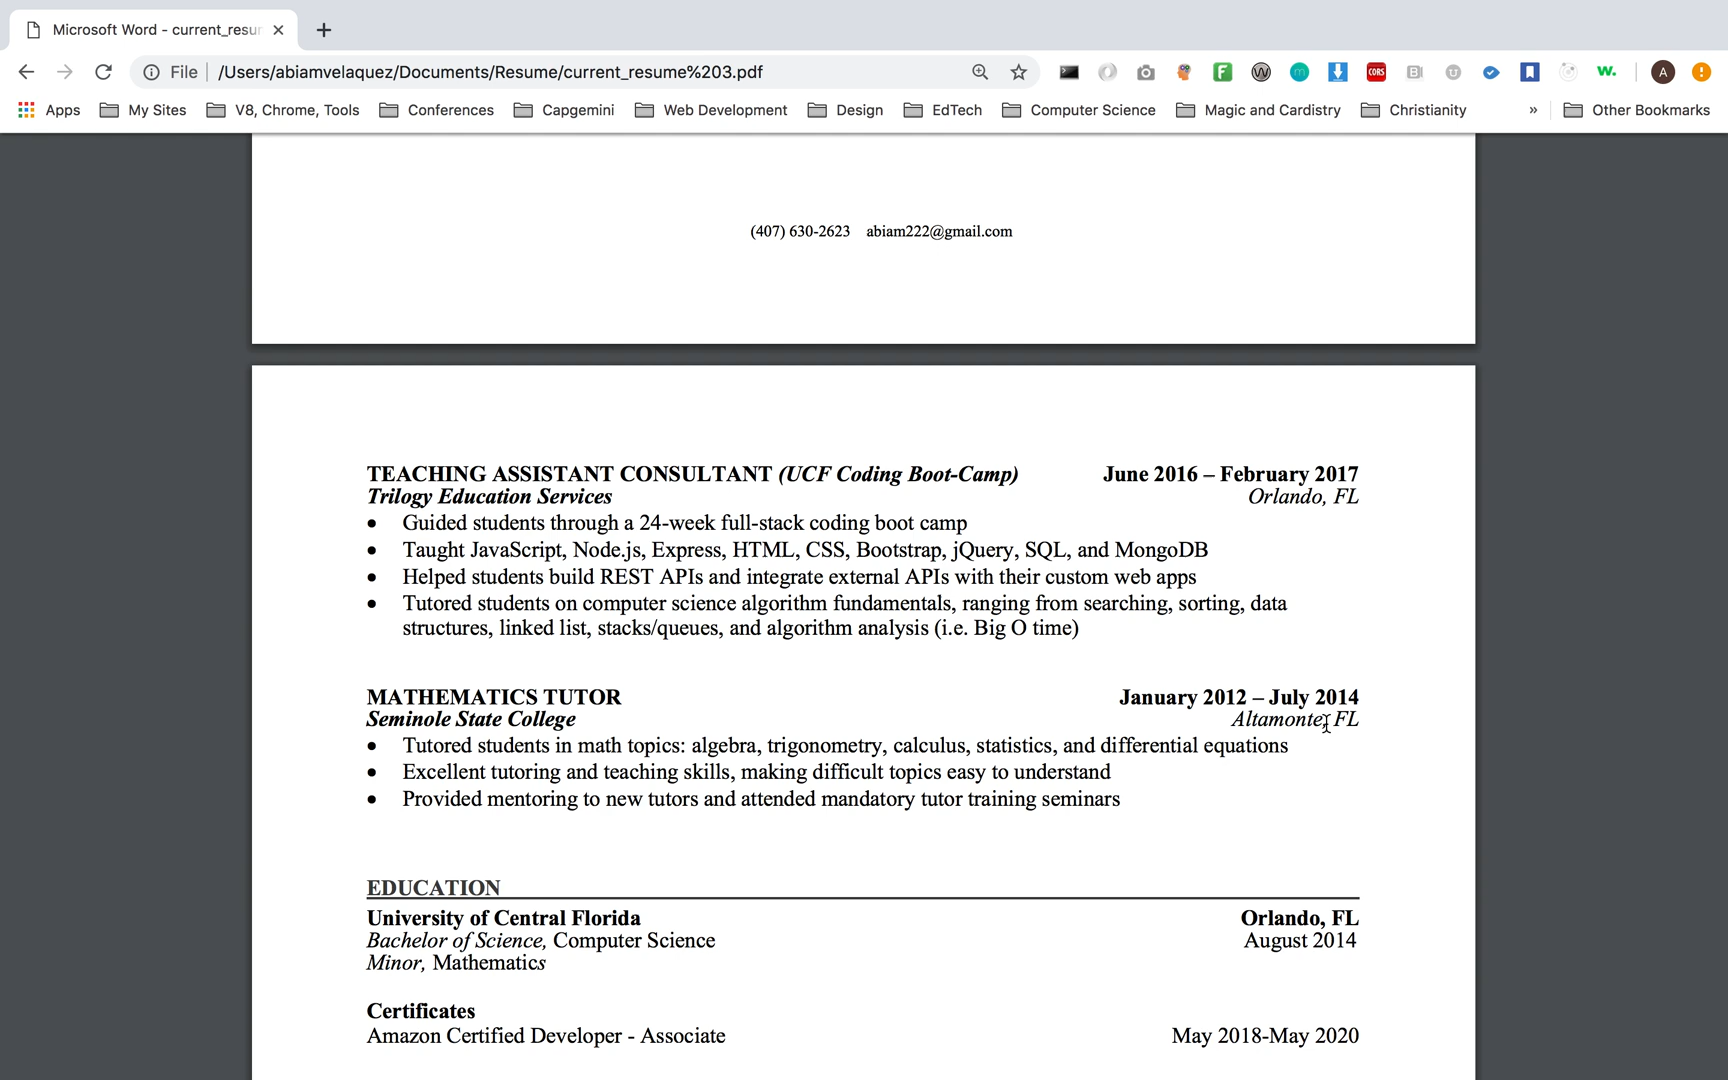 Microsoft Word - current_resu
File /Users/abiamvelaquez/Documents/Resume/current_resume%203.pdf
Apps My Sites V8, Chrome, Tools Conferences Capgemini Web Development Design EdTech Computer Science Magic and Cardistry Christianity » Other Bookmarks
(407) 630-2623 abiam222@gmail.com
TEACHING ASSISTANT CONSULTANT (UCF Coding Boot-Camp) June 2016 – February 2017
Trilogy Education Services Orlando, FL
• Guided students through a 24-week full-stack coding boot camp
• Taught JavaScript, Node.js, Express, HTML, CSS, Bootstrap, jQuery, SQL, and MongoDB
• Helped students build REST APIs and integrate external APIs with their custom web apps
• Tutored students on computer science algorithm fundamentals, ranging from searching, sorting, data
structures, linked list, stacks/queues, and algorithm analysis (i.e. Big O time)
MATHEMATICS TUTOR January 2012 – July 2014
Seminole State College Altamonte, FL
• Tutored students in math topics: algebra, trigonometry, calculus, statistics, and differential equations
• Excellent tutoring and teaching skills, making difficult topics easy to understand
• Provided mentoring to new tutors and attended mandatory tutor training seminars
EDUCATION
University of Central Florida Orlando, FL
Bachelor of Science, Computer Science August 2014
Minor, Mathematics
Certificates
Amazon Certified Developer - Associate May 2018-May 2020